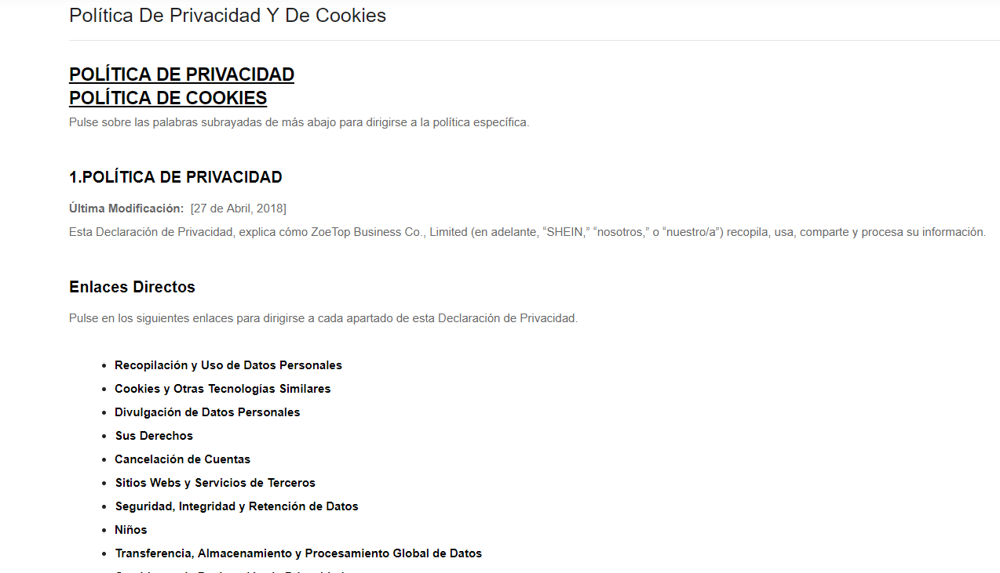 Política De Privacidad Y De Cookies
POLÍTICA DE PRIVACIDAD
POLÍTICA DE COOKIES
Pulse sobre las palabras subrayadas de más abajo para dirigirse a la política específica.
1.POLÍTICA DE PRIVACIDAD
Última Modificación: [27 de Abril, 2018]
Esta Declaración de Privacidad, explica cómo ZoeTop Business Co., Limited (en adelante, “SHEIN,” “nosotros,” o “nuestro/a”) recopila, usa, comparte y procesa su información.
Enlaces Directos
Pulse en los siguientes enlaces para dirigirse a cada apartado de esta Declaración de Privacidad.
• Recopilación y Uso de Datos Personales
• Cookies y Otras Tecnologías Similares
• Divulgación de Datos Personales
• Sus Derechos
• Cancelación de Cuentas
• Sitios Webs y Servicios de Terceros
• Seguridad, Integridad y Retención de Datos
• Niños
• Transferencia, Almacenamiento y Procesamiento Global de Datos